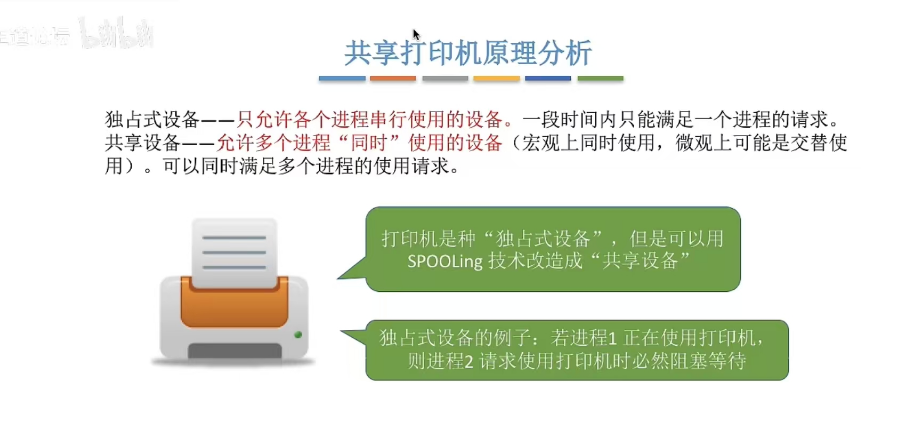 bilibili
共享打印机原理分析
独占式设备——只允许各个进程串行使用的设备。一段时间内只能满足一个进程的请求。
共享设备——允许多个进程“同时”使用的设备（宏观上同时使用，微观上可能是交替使
用）。可以同时满足多个进程的使用请求。
打印机是种“独占式设备”，但是可以用
SPOOLing 技术改造成“共享设备”
独占式设备的例子：若进程1 正在使用打印机，
则进程2 请求使用打印机时必然阻塞等待